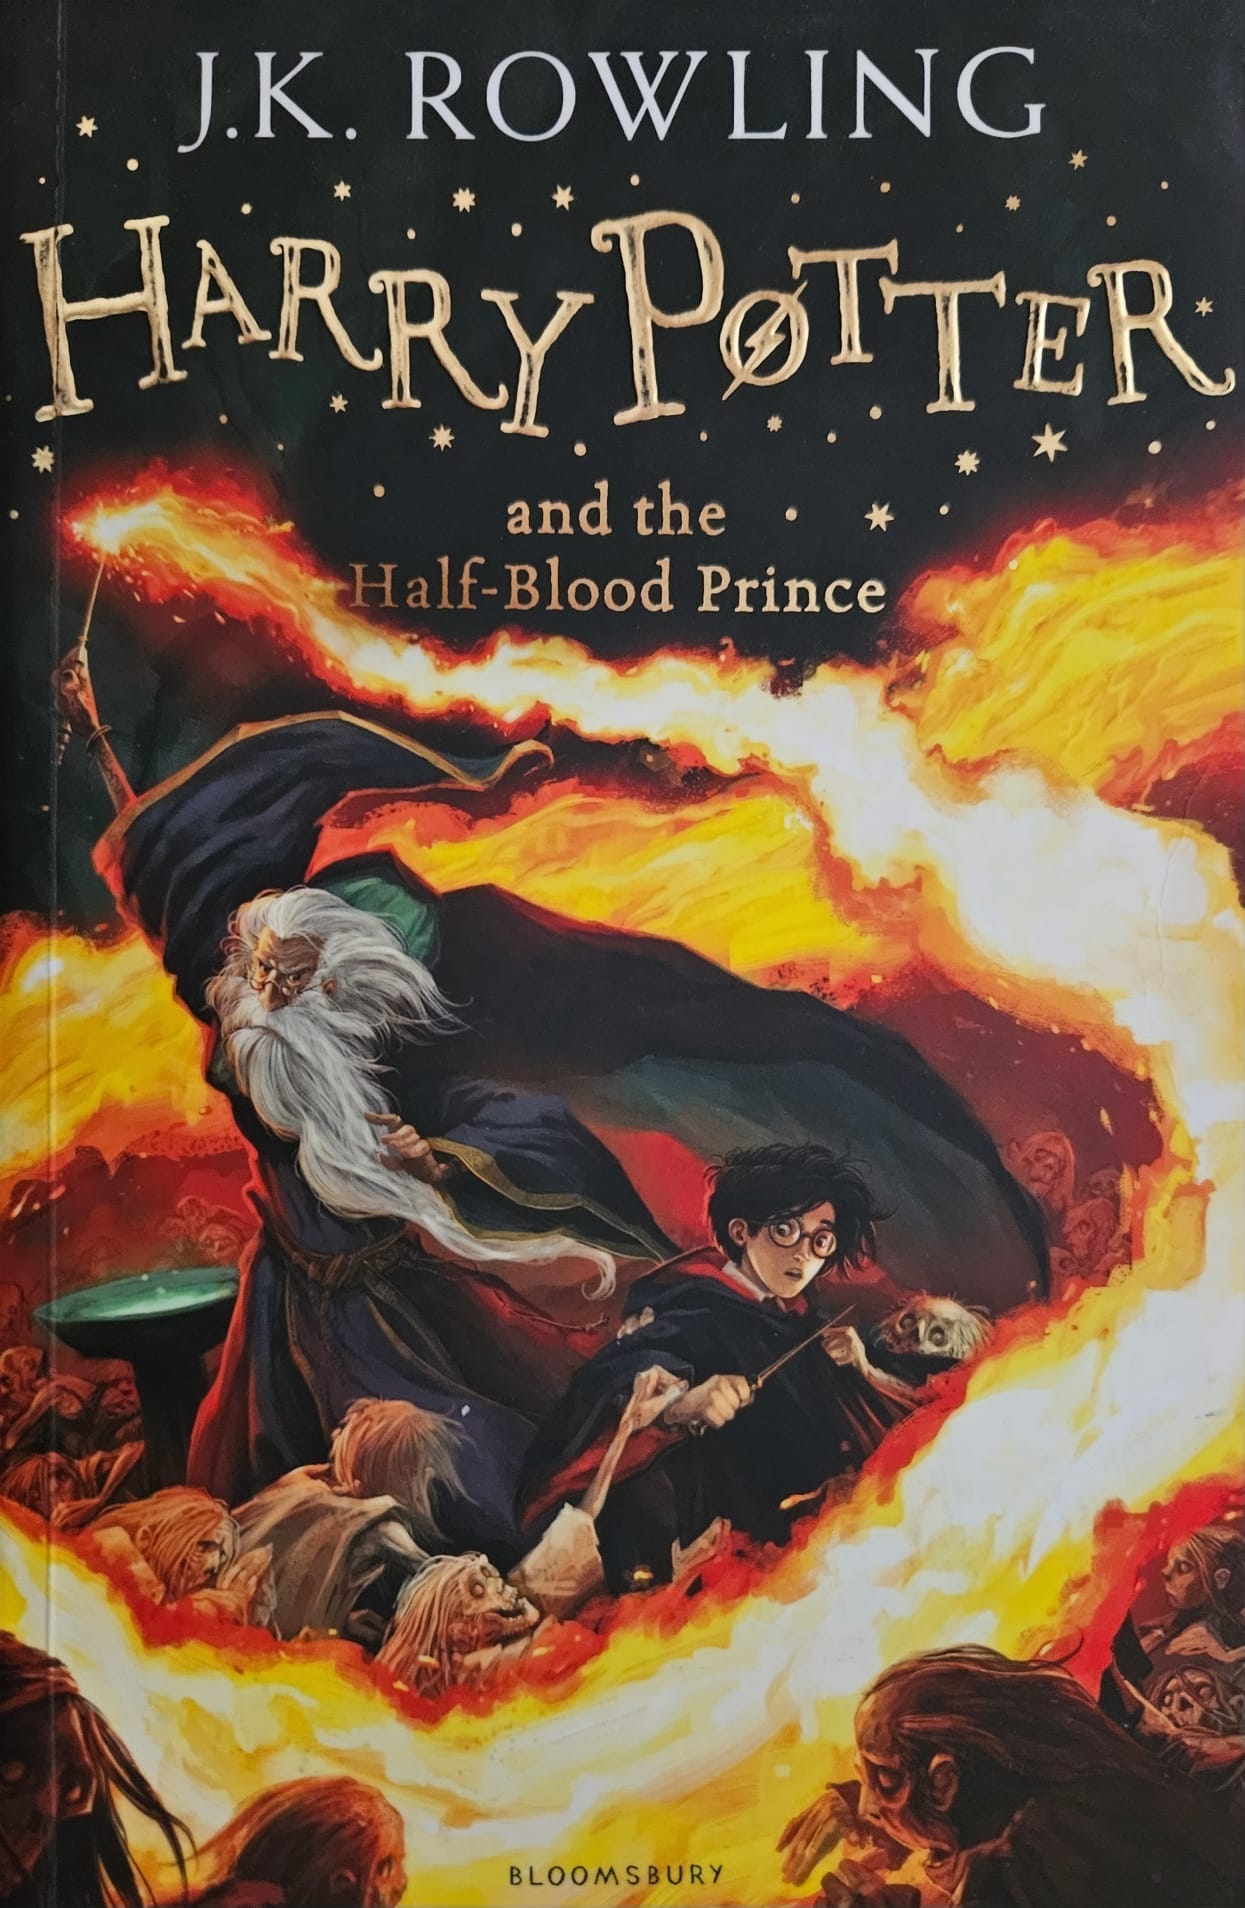 J.K. ROWLING
HARRY POTTER
and the
Half-Blood Prince
BLOOMSBURY